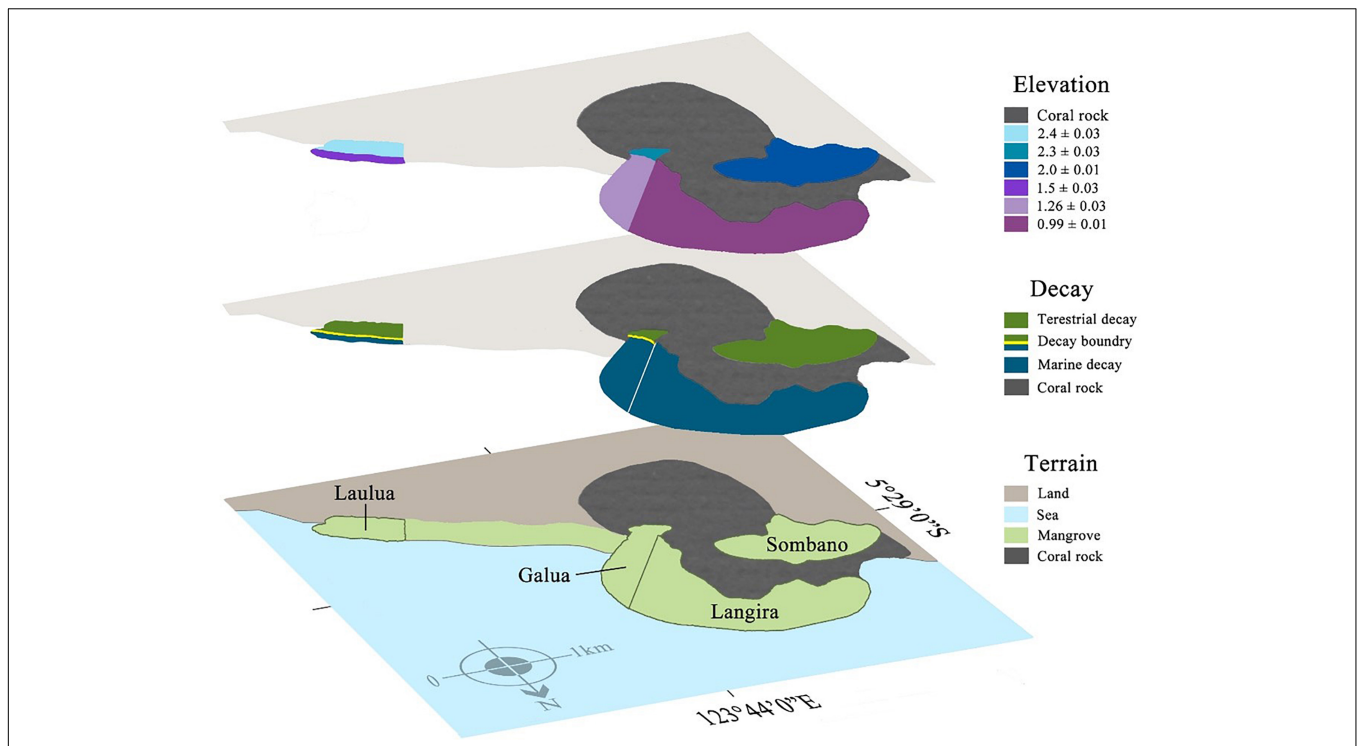 Elevation
Coral rock
2.4 ± 0.03
2.3 ± 0.03
2.0 ± 0.01
1.5 ± 0.03
1.26 ± 0.03
0.99 ± 0.01
Decay
Terestrial decay
Decay boundry
Marine decay
Coral rock
Terrain
Land
Sea
Mangrove
Coral rock
Laulua
Galua
Sombano
Langira
5°29'0"S
123°44'0"E
0
1km
N